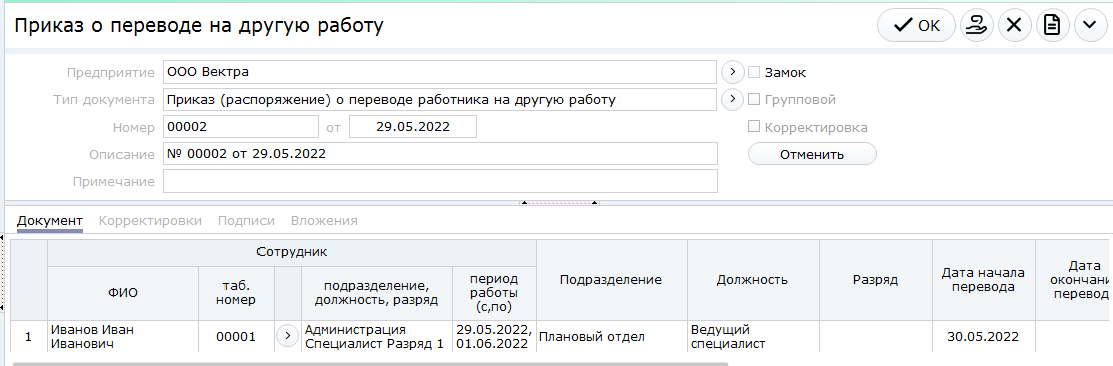 Приказ о переводе на другую работу
OK
Предприятие ООО Вектра Замок
Тип документа Приказ (распоряжение) о переводе работника на другую работу Групповой
Номер 00002 от 29.05.2022 Корректировка
Описание № 00002 от 29.05.2022 Отменить
Примечание
Документ Корректировки Подписи Вложения
Сотрудник
ФИО
таб.
номер
подразделение,
должность, разряд
период
работы
(с,по)
Подразделение
Должность
Разряд
Дата начала
перевода
Дата
окончани
перевод
1
Иванов Иван
Иванович
00001
Администрация
Специалист Разряд 1
29.05.2022,
01.06.2022
Плановый отдел
Ведущий
специалист
30.05.2022